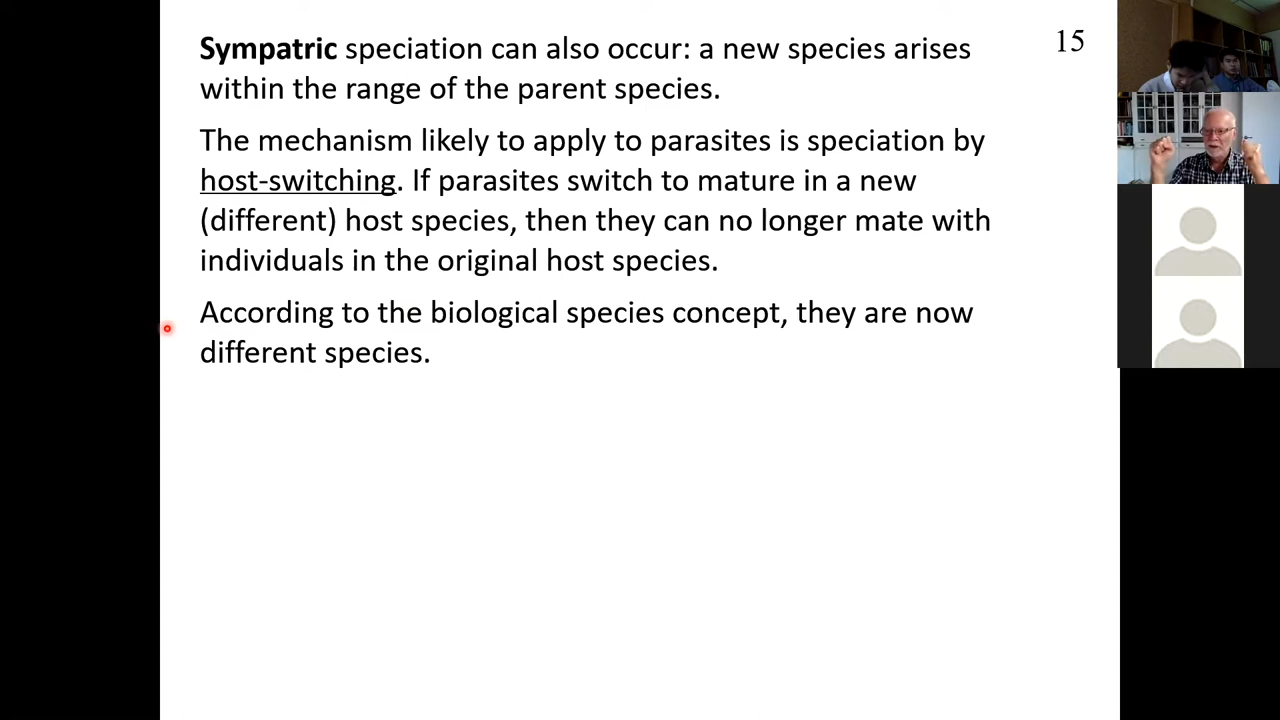 Sympatric speciation can also occur: a new species arises
within the range of the parent species.
15
The mechanism likely to apply to parasites is speciation by
host-switching. If parasites switch to mature in a new
(different) host species, then they can no longer mate with
individuals in the original host species.
According to the biological species concept, they are now
different species.